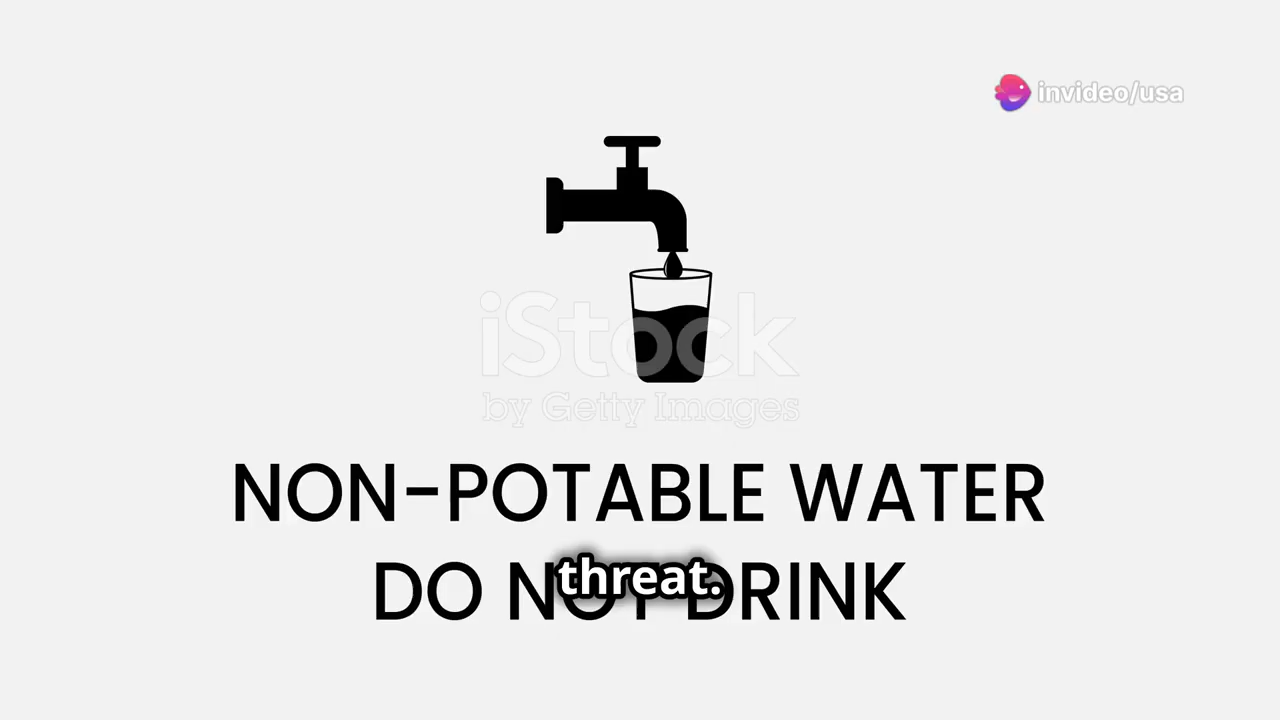 invideo/usa
iStock
by Getty Images
NON-POTABLE WATER
DO NOT DRINK
threat.